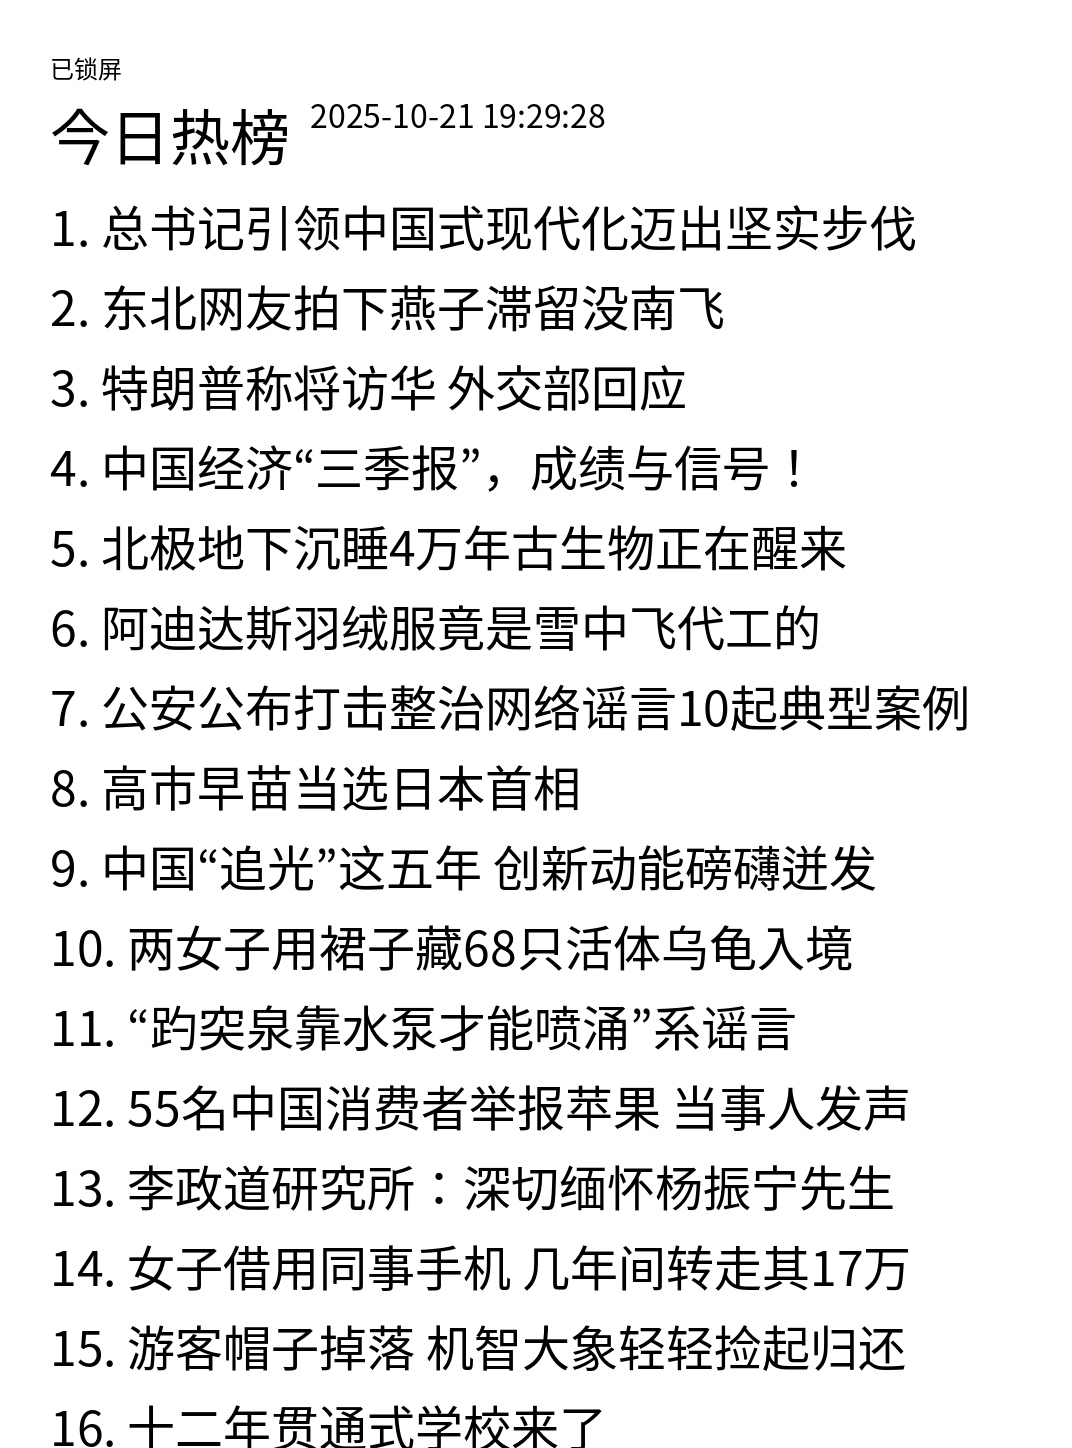 已锁屏
今日热榜 2025-10-21 19:29:28
1. 总书记引领中国式现代化迈出坚实步伐
2. 东北网友拍下燕子滞留没南飞
3. 特朗普称将访华 外交部回应
4. 中国经济“三季报”，成绩与信号！
5. 北极地下沉睡4万年古生物正在醒来
6. 阿迪达斯羽绒服竟是雪中飞代工的
7. 公安公布打击整治网络谣言10起典型案例
8. 高市早苗当选日本首相
9. 中国“追光”这五年 创新动能磅礴迸发
10. 两女子用裙子藏68只活体乌龟入境
11. “趵突泉靠水泵才能喷涌”系谣言
12. 55名中国消费者举报苹果 当事人发声
13. 李政道研究所：深切缅怀杨振宁先生
14. 女子借用同事手机 几年间转走其17万
15. 游客帽子掉落 机智大象轻轻捡起归还
16. 十二年贯通式学校来了